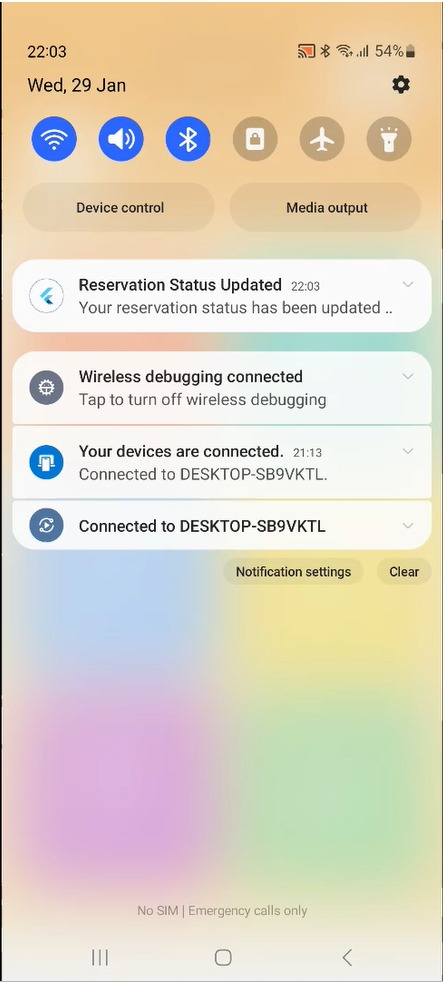 22:03
54%
Wed, 29 Jan
Device control
Media output
Reservation Status Updated 22:03
Your reservation status has been updated ..
Wireless debugging connected
Tap to turn off wireless debugging
Your devices are connected. 21:13
Connected to DESKTOP-SB9VKTL.
Connected to DESKTOP-SB9VKTL
Notification settings
Clear
No SIM | Emergency calls only